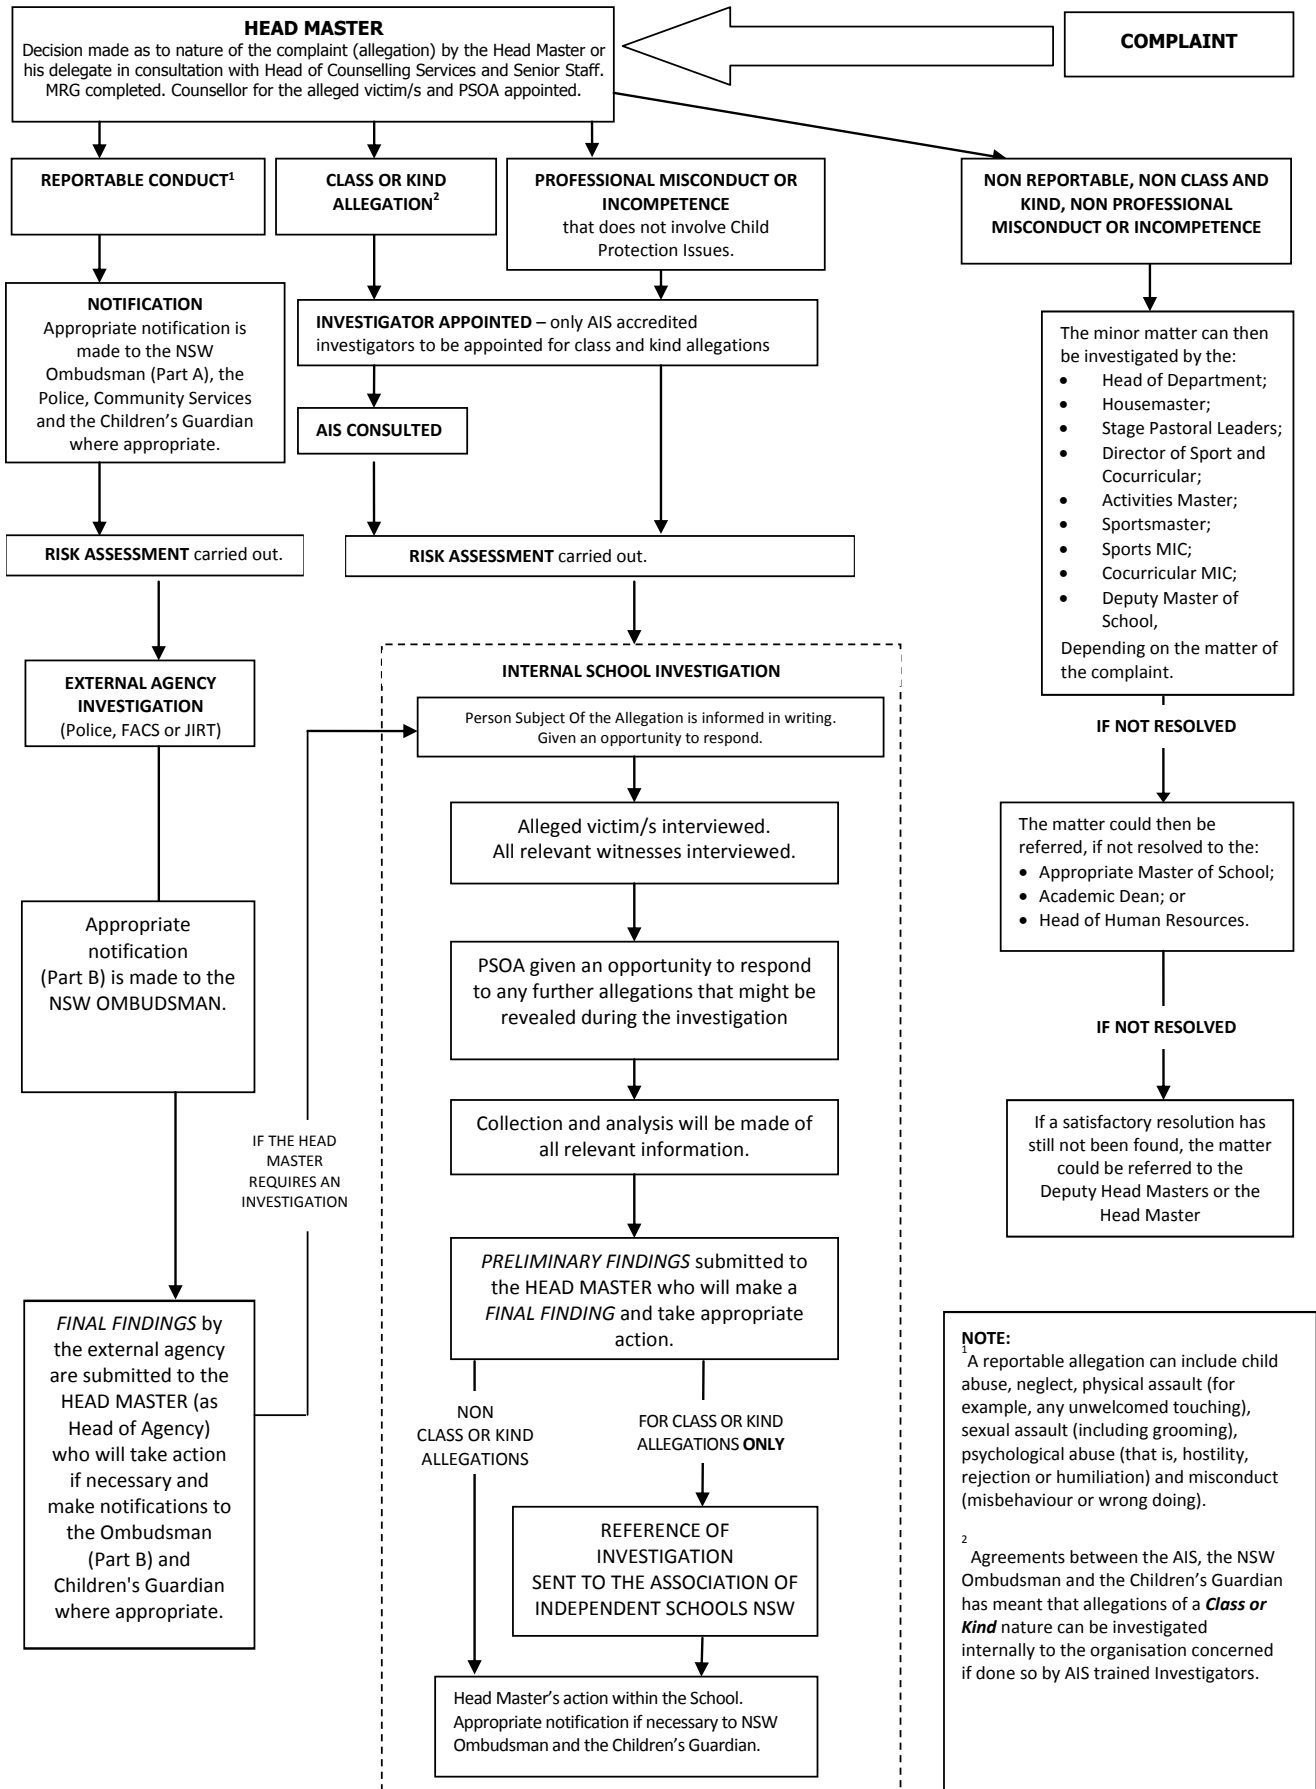 HEAD MASTER
Decision made as to nature of the complaint (allegation) by the Head Master or
his delegate in consultation with Head of Counselling Services and Senior Staff.
MRG completed. Counsellor for the alleged victim/s and PSOA appointed.
COMPLAINT
REPORTABLE CONDUCT1
CLASS OR KIND
ALLEGATION2
PROFESSIONAL MISCONDUCT OR
INCOMPETENCE
that does not involve Child
Protection Issues.
NON REPORTABLE, NON CLASS AND
KIND, NON PROFESSIONAL
MISCONDUCT OR INCOMPETENCE
NOTIFICATION
Appropriate notification is
made to the NSW
Ombudsman (Part A), the
Police, Community Services
and the Children’s Guardian
where appropriate.
INVESTIGATOR APPOINTED – only AIS accredited
investigators to be appointed for class and kind allegations
AIS CONSULTED
The minor matter can then
be investigated by the:
• Head of Department;
• Housemaster;
• Stage Pastoral Leaders;
• Director of Sport and
Cocurricular;
• Activities Master;
• Sportsmaster;
• Sports MIC;
• Cocurricular MIC;
• Deputy Master of
School,
Depending on the matter of
the complaint.
RISK ASSESSMENT carried out.
RISK ASSESSMENT carried out.
EXTERNAL AGENCY
INVESTIGATION
(Police, FACS or JIRT)
INTERNAL SCHOOL INVESTIGATION
Person Subject Of the Allegation is informed in writing.
Given an opportunity to respond.
IF NOT RESOLVED
Alleged victim/s interviewed.
All relevant witnesses interviewed.
The matter could then be
referred, if not resolved to the:
• Appropriate Master of School;
• Academic Dean; or
• Head of Human Resources.
Appropriate
notification
(Part B) is made to the
NSW OMBUDSMAN.
PSOA given an opportunity to respond
to any further allegations that might be
revealed during the investigation
IF NOT RESOLVED
Collection and analysis will be made of
all relevant information.
If a satisfactory resolution has
still not been found, the matter
could be referred to the
Deputy Head Masters or the
Head Master
IF THE HEAD
MASTER
REQUIRES AN
INVESTIGATION
PRELIMINARY FINDINGS submitted to
the HEAD MASTER who will make a
FINAL FINDING and take appropriate
action.
FINAL FINDINGS by
the external agency
are submitted to the
HEAD MASTER (as
Head of Agency)
who will take action
if necessary and
make notifications to
the Ombudsman
(Part B) and
Children's Guardian
where appropriate.
NON
CLASS OR KIND
ALLEGATIONS
FOR CLASS OR KIND
ALLEGATIONS ONLY
REFERENCE OF
INVESTIGATION
SENT TO THE ASSOCIATION OF
INDEPENDENT SCHOOLS NSW
Head Master’s action within the School.
Appropriate notification if necessary to NSW
Ombudsman and the Children’s Guardian.
NOTE:
1 A reportable allegation can include child
abuse, neglect, physical assault (for
example, any unwelcomed touching),
sexual assault (including grooming),
psychological abuse (that is, hostility,
rejection or humiliation) and misconduct
(misbehaviour or wrong doing).
2 Agreements between the AIS, the NSW
Ombudsman and the Children’s Guardian
has meant that allegations of a Class or
Kind nature can be investigated
internally to the organisation concerned
if done so by AIS trained Investigators.